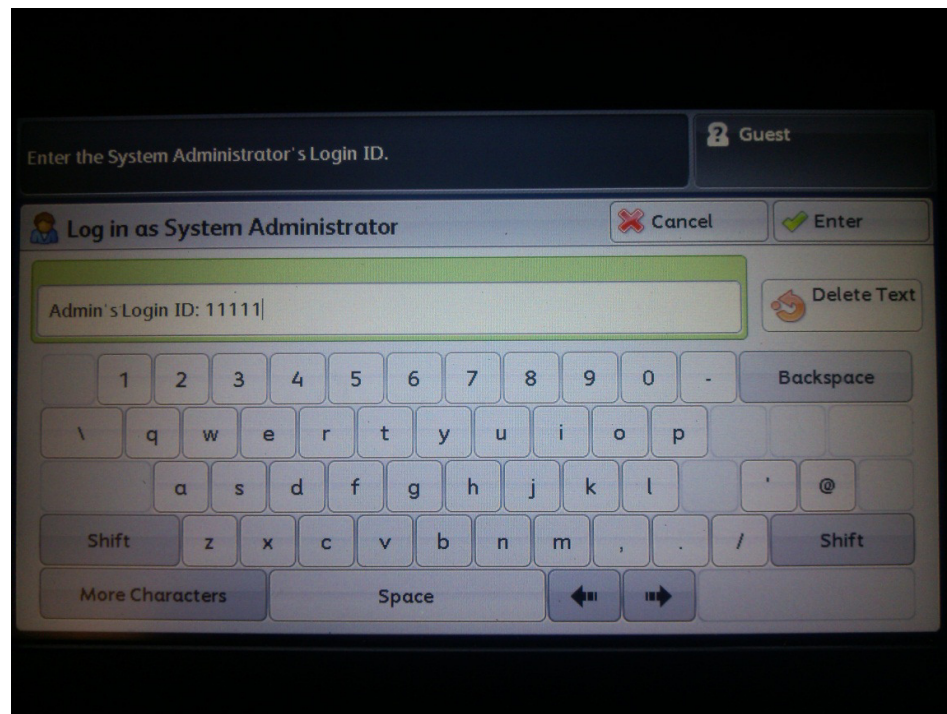 Enter the System Administrator's Login ID.
Guest
Log in as System Administrator
Cancel
Enter
Admin's Login ID: 11111
Delete Text
1 2 3 4 5 6 7 8 9 0 - Backspace
\ q w e r t y u i o p
a s d f g h j k l ' @
Shift z x c v b n m , . / Shift
More Characters Space